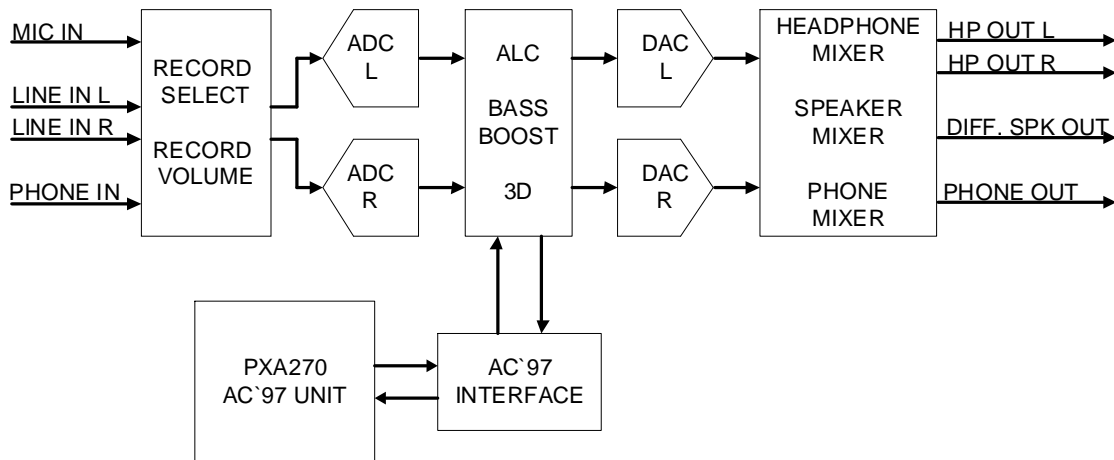 MIC IN
LINE IN L
LINE IN R
PHONE IN
RECORD
SELECT
RECORD
VOLUME
ADC
L
ADC
R
ALC
BASS
BOOST
3D
DAC
L
DAC
R
HEADPHONE
MIXER
SPEAKER
MIXER
PHONE
MIXER
HP OUT L
HP OUT R
DIFF. SPK OUT
PHONE OUT
PXA270
AC`97 UNIT
AC`97
INTERFACE